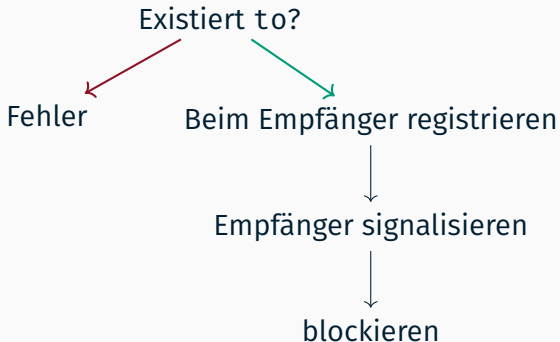 Existiert to?
Fehler
Beim Empfänger registrieren
Empfänger signalisieren
blockieren